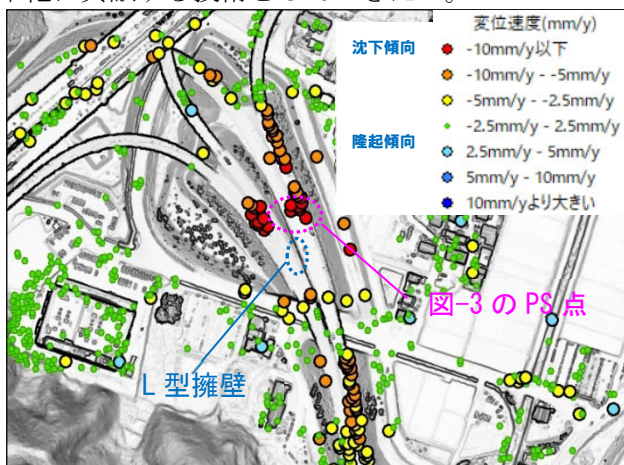 変位速度(mm/y)
沈下傾向
-10mm/y以下
-10mm/y - -5mm/y
-5mm/y - -2.5mm/y
-2.5mm/y - 2.5mm/y
隆起傾向
2.5mm/y - 5mm/y
5mm/y - 10mm/y
10mm/yより大きい
図-3 の PS 点
L 型擁壁